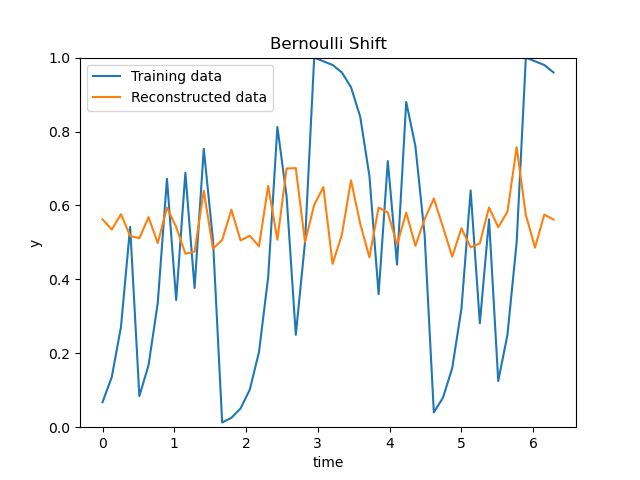 Bernoulli Shift
Training data
Reconstructed data
y
1.0
0.8
0.6
0.4
0.2
0.0
0 1 2 3 4 5 6
time